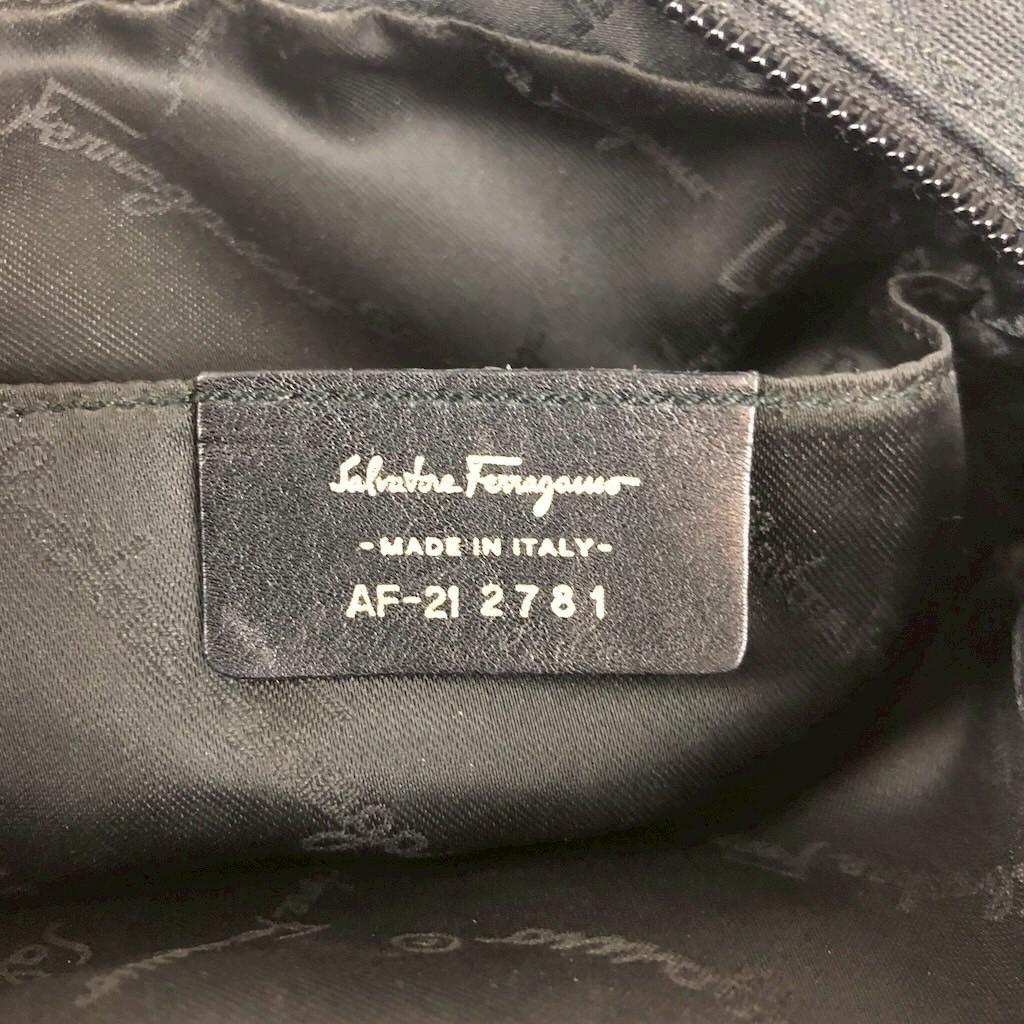 Salvatore Ferragamo
-MADE IN ITALY-
AF-21 2781